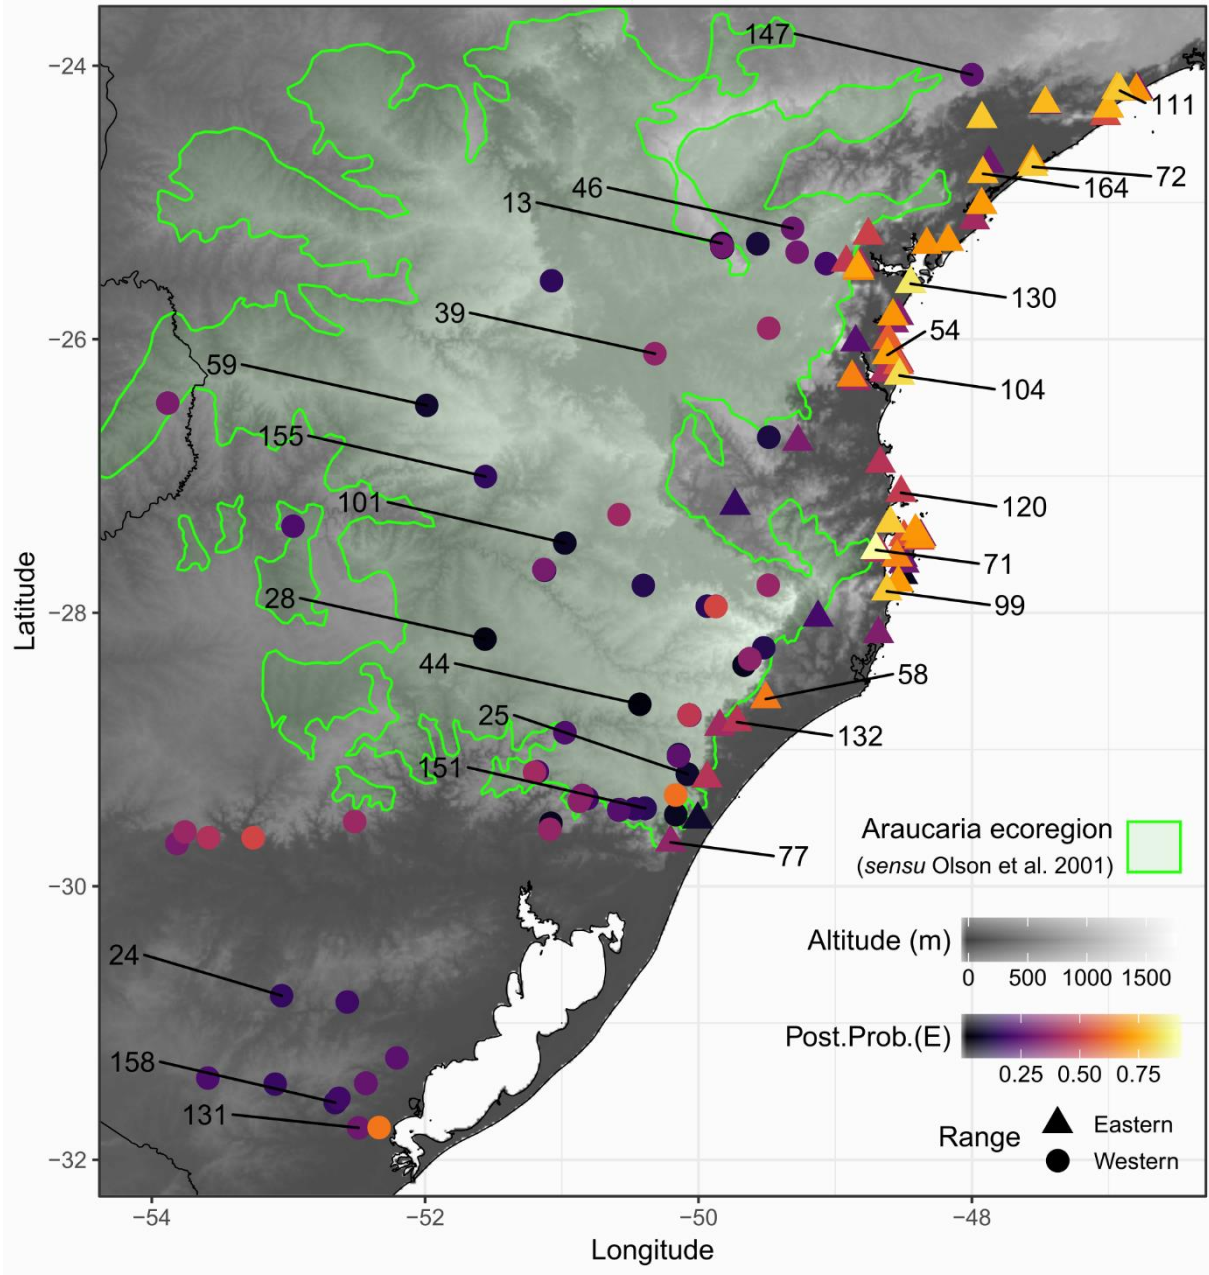 147
−24
111
46
72
164
13
130
39
54
−26
59
104
155
101
120
71
28
−28
99
44
58
25
132
151
Araucaria ecoregion
(sensu Olson et al. 2001)
77
−30
Altitude (m)
0 500 1000 1500
24
Post.Prob.(E)
0.25 0.50 0.75
158
131
Range
Eastern
Western
−32
−54 −52 −50 −48
Longitude
Latitude